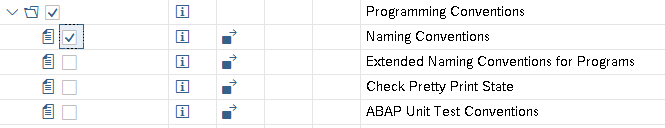 Programming Conventions
Naming Conventions
Extended Naming Conventions for Programs
Check Pretty Print State
ABAP Unit Test Conventions